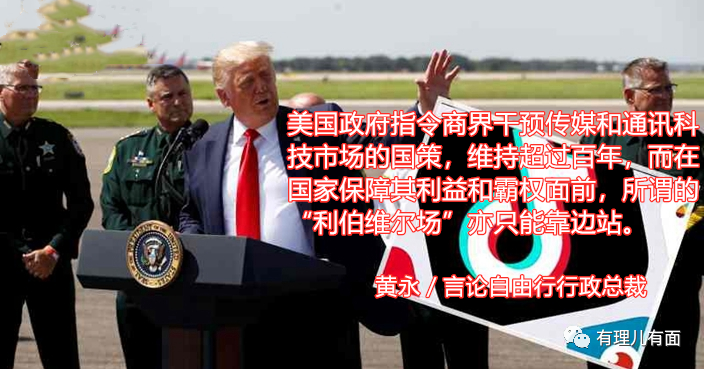 美国政府指令商界干预传媒和通讯科
技市场的国策，维持超过百年，而在
国家保障其利益和霸权面前，所谓的
“利伯维尔场”亦只能靠边站。
黄永 / 言论自由行行政总裁
有理儿有面